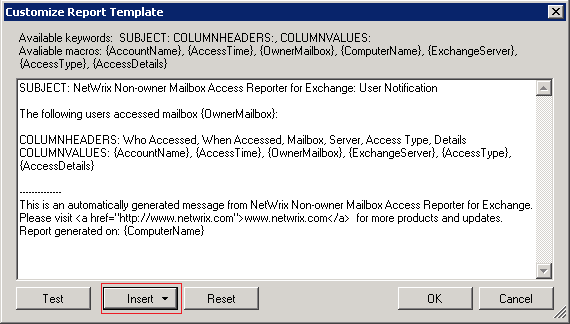 Customize Report Template
Available keywords: SUBJECT: COLUMNHEADERS:, COLUMNVALUES:
Avaliable macros: {AccountName}, {AccessTime}, {OwnerMailbox}, {ComputerName}, {ExchangeServer},
{AccessType}, {AccessDetails}
SUBJECT: NetWrix Non-owner Mailbox Access Reporter for Exchange: User Notification
The following users accessed mailbox {OwnerMailbox}:
COLUMNHEADERS: Who Accessed, When Accessed, Mailbox, Server, Access Type, Details
COLUMNVALUES: {AccountName}, {AccessTime}, {OwnerMailbox}, {ExchangeServer}, {AccessType},
{AccessDetails}
--------------
This is an automatically generated message from NetWrix Non-owner Mailbox Access Reporter for Exchange.
Please visit <a href="http://www.netwrix.com">www.netwrix.com</a> for more products and updates.
Report generated on: {ComputerName}
Test Insert Reset OK Cancel